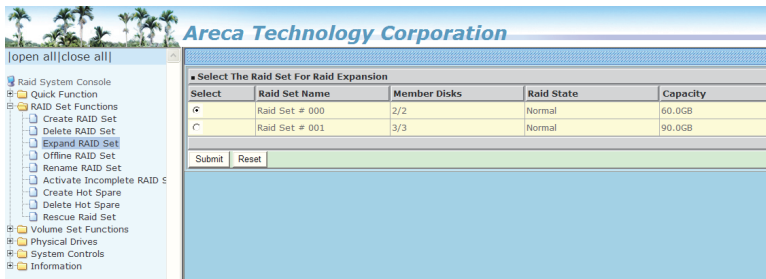 Areca Technology Corporation
|open all|close all|
Raid System Console
Quick Function
RAID Set Functions
Create RAID Set
Delete RAID Set
Expand RAID Set
Offline RAID Set
Rename RAID Set
Activate Incomplete RAID S
Create Hot Spare
Delete Hot Spare
Rescue Raid Set
Volume Set Functions
Physical Drives
System Controls
Information
Select The Raid Set For Raid Expansion
Select Raid Set Name Member Disks Raid State Capacity
Raid Set # 000 2/2 Normal 60.0GB
Raid Set # 001 3/3 Normal 90.0GB
Submit Reset